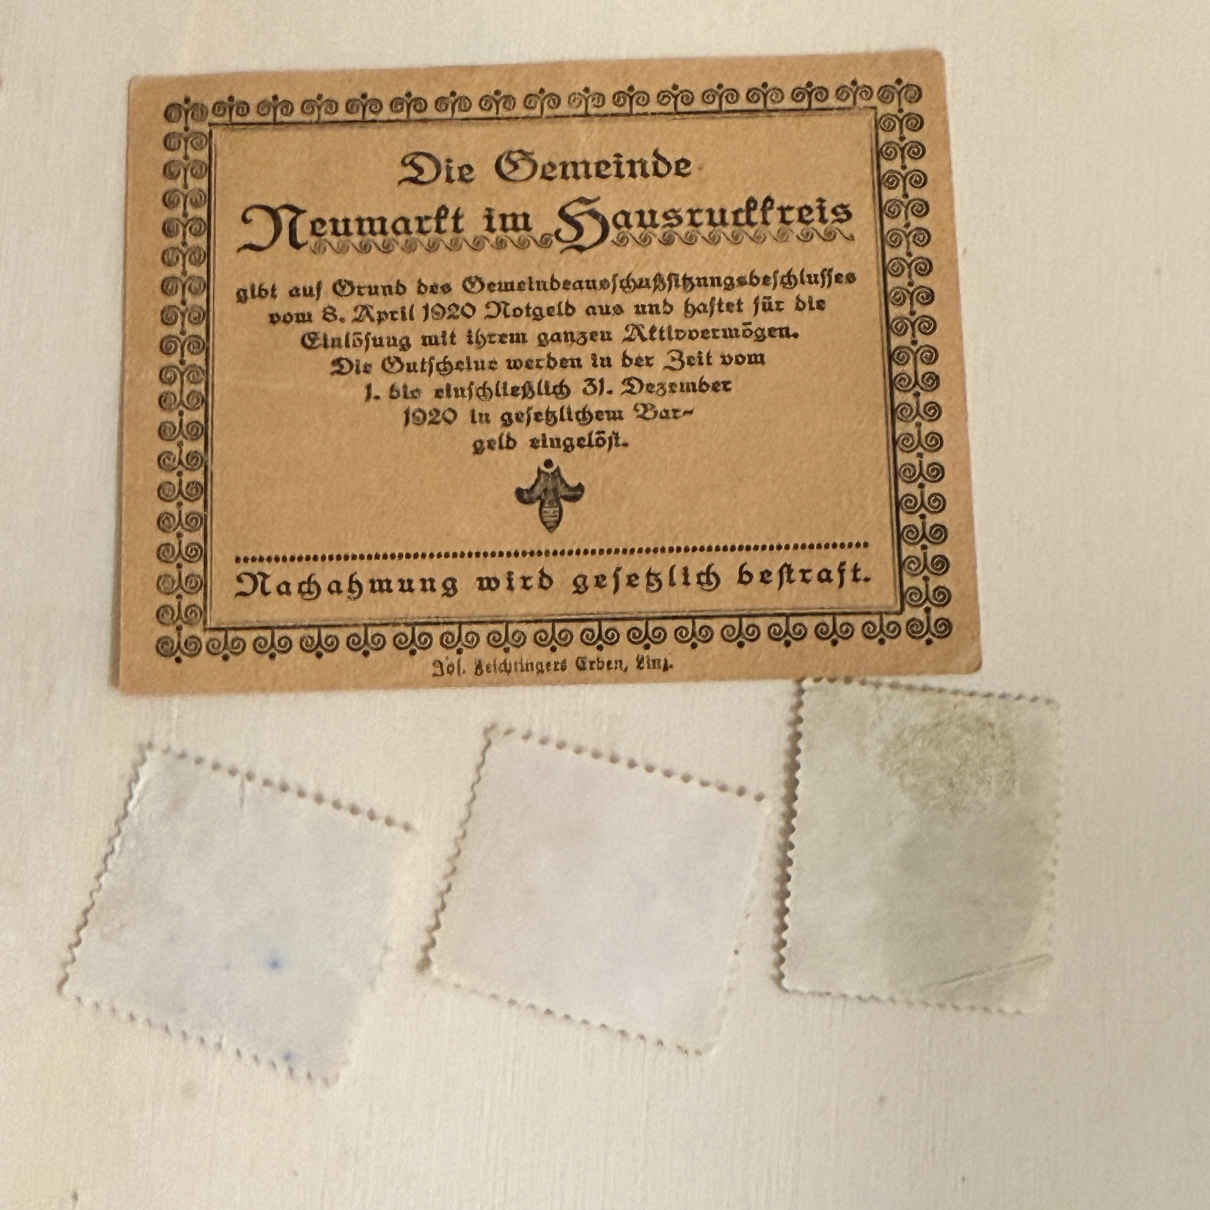 Die Gemeinde
Neumarkt im Hausruckkreis
gibt auf Grund des Gemeindeausschußsitzungsbeschlusses
vom 8. April 1920 Notgeld aus und haftet für die
Einlösung mit ihrem ganzen Aktivvermögen.
Die Gutscheine werden in der Zeit vom
1. bis einschließlich 31. Dezember
1920 in gesetzlichem Bar-
geld eingelöst.
Nachahmung wird gesetzlich bestraft.
Jos. Feichtingers Erben, Linz.